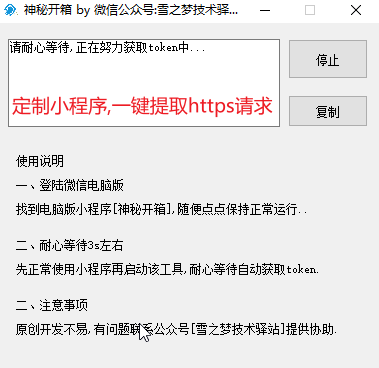 神秘开箱 by 微信公众号:雪之梦技术驿...
请耐心等待,正在努力获取token中...
定制小程序,一键提取https请求
停止
复制
使用说明
一、登陆微信电脑版
找到电脑版小程序[神秘开箱],随便点点保持正常运行..
二、耐心等待3s左右
先正常使用小程序再启动该工具,耐心等待自动获取token.
三、注意事项
原创开发不易,有问题联系公众号[雪之梦技术驿站]提供协助.